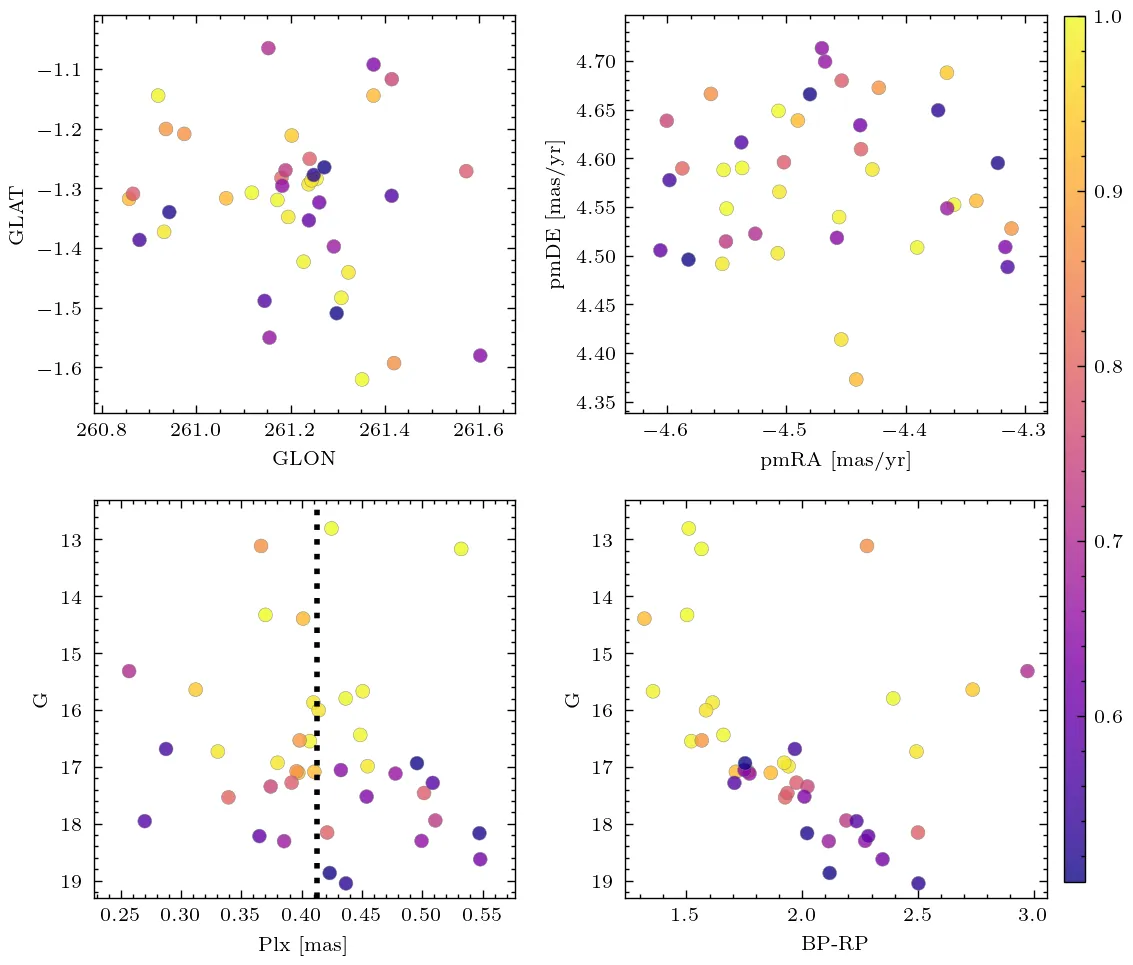 −1.1
−1.2
−1.3
−1.4
−1.5
−1.6
GLAT
260.8 261.0 261.2 261.4 261.6
GLON
4.70
4.65
4.60
4.55
4.50
4.45
4.40
4.35
pmDE [mas/yr]
−4.6 −4.5 −4.4 −4.3
pmRA [mas/yr]
1.0
0.9
0.8
0.7
0.6
13
14
15
16
17
18
19
G
0.25 0.30 0.35 0.40 0.45 0.50 0.55
Plx [mas]
13
14
15
16
17
18
19
G
1.5 2.0 2.5 3.0
BP-RP